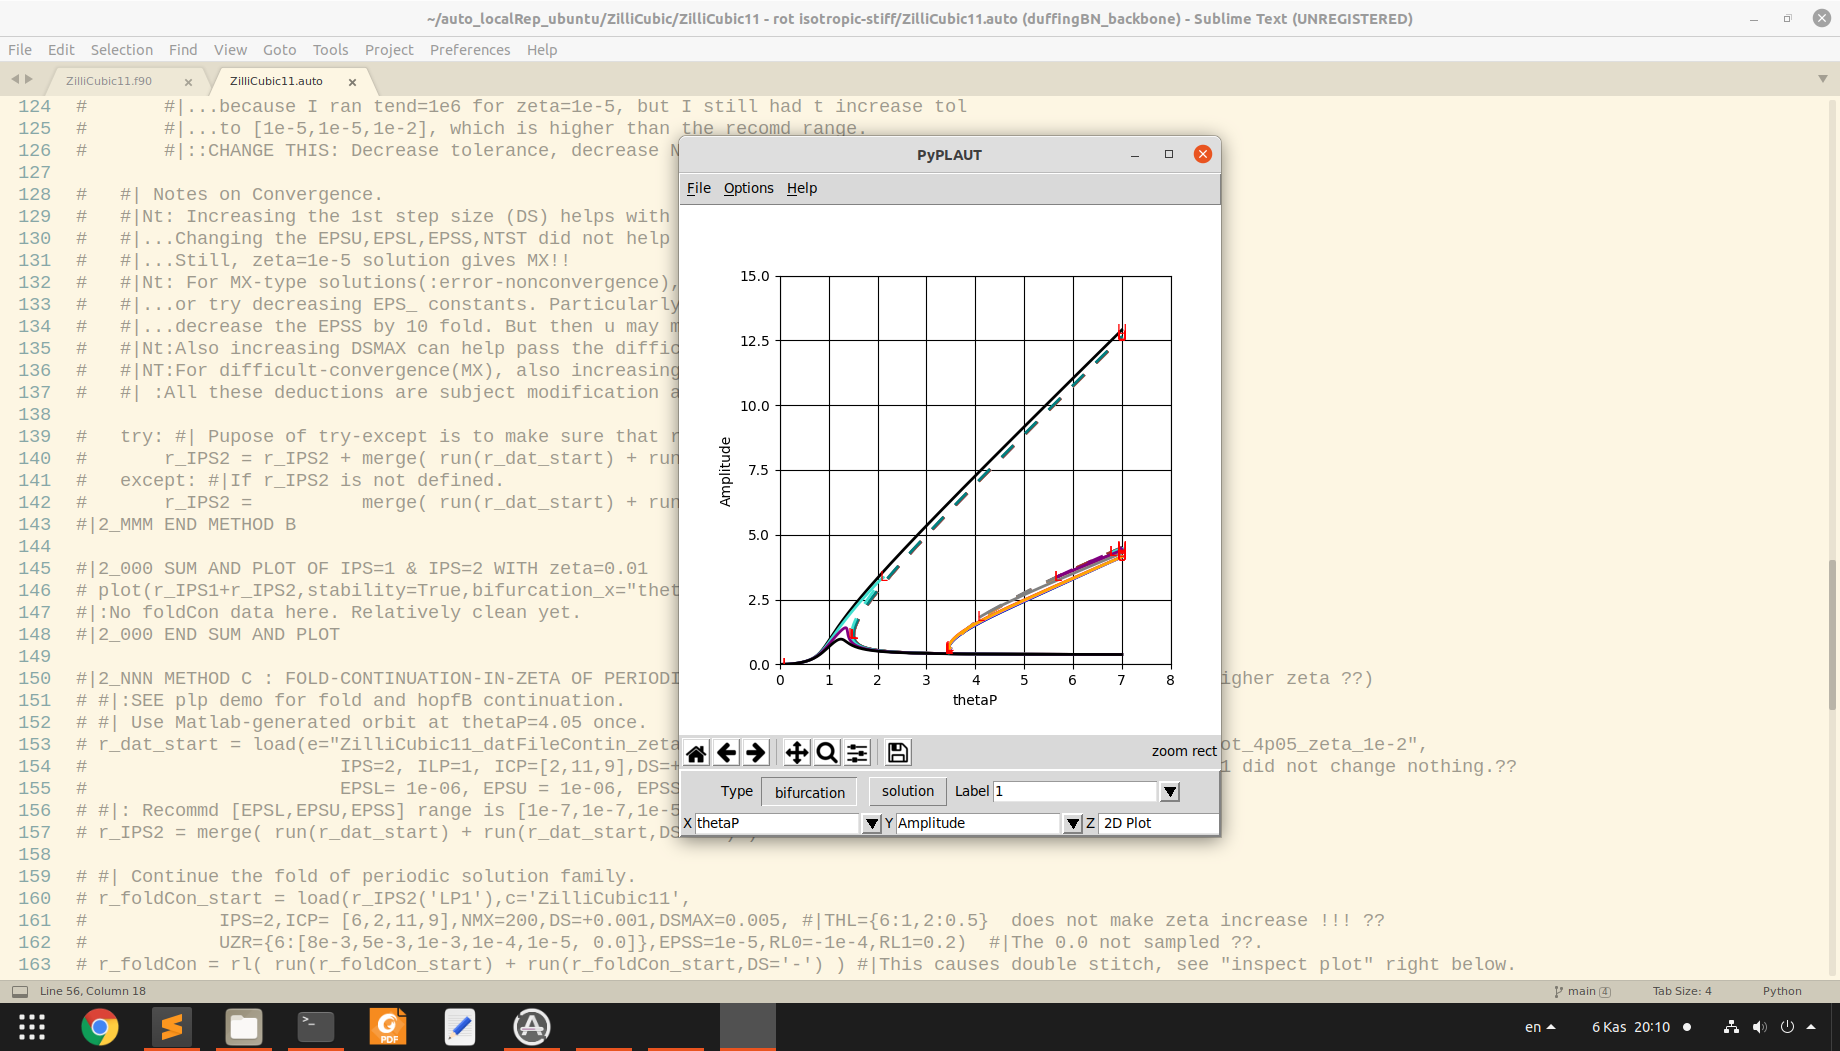 ~/auto_localRep_ubuntu/ZilliCubic/ZilliCubic11 - rot isotropic-stiff/ZilliCubic11.auto (duffingBN_backbone) - Sublime Text (UNREGISTERED)
File Edit Selection Find View Goto Tools Project Preferences Help
ZilliCubic11.f90 ZilliCubic11.auto
124 # #|...because I ran tend=1e6 for zeta=1e-5, but I still had t increase tol
125 # #|...to [1e-5,1e-5,1e-2], which is higher than the recomd range.
126 # #|::CHANGE THIS: Decrease tolerance, decrease N
127
128 # #| Notes on Convergence.
129 # #|Nt: Increasing the 1st step size (DS) helps with
130 # #|...Changing the EPSU,EPSL,EPSS,NTST did not help
131 # #|...Still, zeta=1e-5 solution gives MX!!
132 # #|Nt: For MX-type solutions(:error-nonconvergence),
133 # #|...or try decreasing EPS_ constants. Particularly
134 # #|...decrease the EPSS by 10 fold. But then u may m
135 # #|Nt:Also increasing DSMAX can help pass the diffic
136 # #|NT:For difficult-convergence(MX), also increasing
137 # #| :All these deductions are subject modification a
138
139 # try: #| Pupose of try-except is to make sure that r
140 # r_IPS2 = r_IPS2 + merge( run(r_dat_start) + run
141 # except: #|If r_IPS2 is not defined.
142 # r_IPS2 = merge( run(r_dat_start) + run
143 #|2_MMM END METHOD B
144
145 #|2_000 SUM AND PLOT OF IPS=1 & IPS=2 WITH zeta=0.01
146 # plot(r_IPS1+r_IPS2,stability=True,bifurcation_x="thet
147 #|:No foldCon data here. Relatively clean yet.
148 #|2_000 END SUM AND PLOT
149
150 #|2_NNN METHOD C : FOLD-CONTINUATION-IN-ZETA OF PERIODI igher zeta ??)
151 # #|:SEE plp demo for fold and hopfB continuation.
152 # #| Use Matlab-generated orbit at thetaP=4.05 once.
153 # r_dat_start = load(e="ZilliCubic11_datFileContin_zeta ot_4p05_zeta_1e-2",
154 # IPS=2, ILP=1, ICP=[2,11,9],DS=+ 1 did not change nothing.??
155 # EPSL= 1e-06, EPSU = 1e-06, EPSS
156 # #|: Recommd [EPSL,EPSU,EPSS] range is [1e-7,1e-7,1e-5
157 # r_IPS2 = merge( run(r_dat_start) + run(r_dat_start,DS
158
159 # #| Continue the fold of periodic solution family.
160 # r_foldCon_start = load(r_IPS2('LP1'),c='ZilliCubic11',
161 # IPS=2,ICP= [6,2,11,9],NMX=200,DS=+0.001,DSMAX=0.005, #|THL={6:1,2:0.5} does not make zeta increase !!! ??
162 # UZR={6:[8e-3,5e-3,1e-3,1e-4,1e-5, 0.0]},EPSS=1e-5,RL0=-1e-4,RL1=0.2) #|The 0.0 not sampled ??.
163 # r_foldCon = rl( run(r_foldCon_start) + run(r_foldCon_start,DS='-') ) #|This causes double stitch, see "inspect plot" right below.
PyPLAUT
File Options Help
15.0
12.5
10.0
7.5
5.0
2.5
0.0
Amplitude
0 1 2 3 4 5 6 7 8
thetaP
zoom rect
Type bifurcation solution Label 1
X thetaP Y Amplitude Z 2D Plot
Line 56, Column 18 main 4 Tab Size: 4 Python
PDF
en 6 Kas 20:10